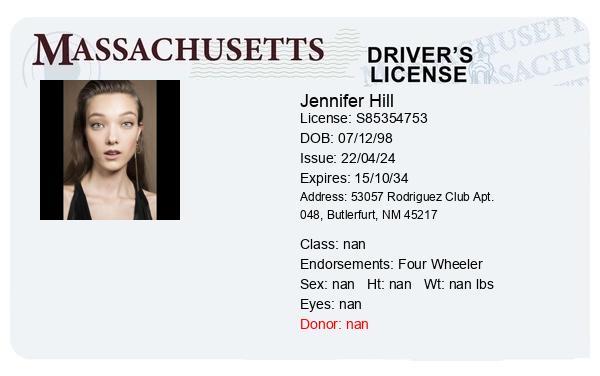 MASSACHUSETTS
DRIVER'S
LICENSE
Jennifer Hill
License: S85354753
DOB: 07/12/98
Issue: 22/04/24
Expires: 15/10/34
Address: 53057 Rodriguez Club Apt.
048, Butlerfurt, NM 45217
Class: nan
Endorsements: Four Wheeler
Sex: nan Ht: nan Wt: nan lbs
Eyes: nan
Donor: nan